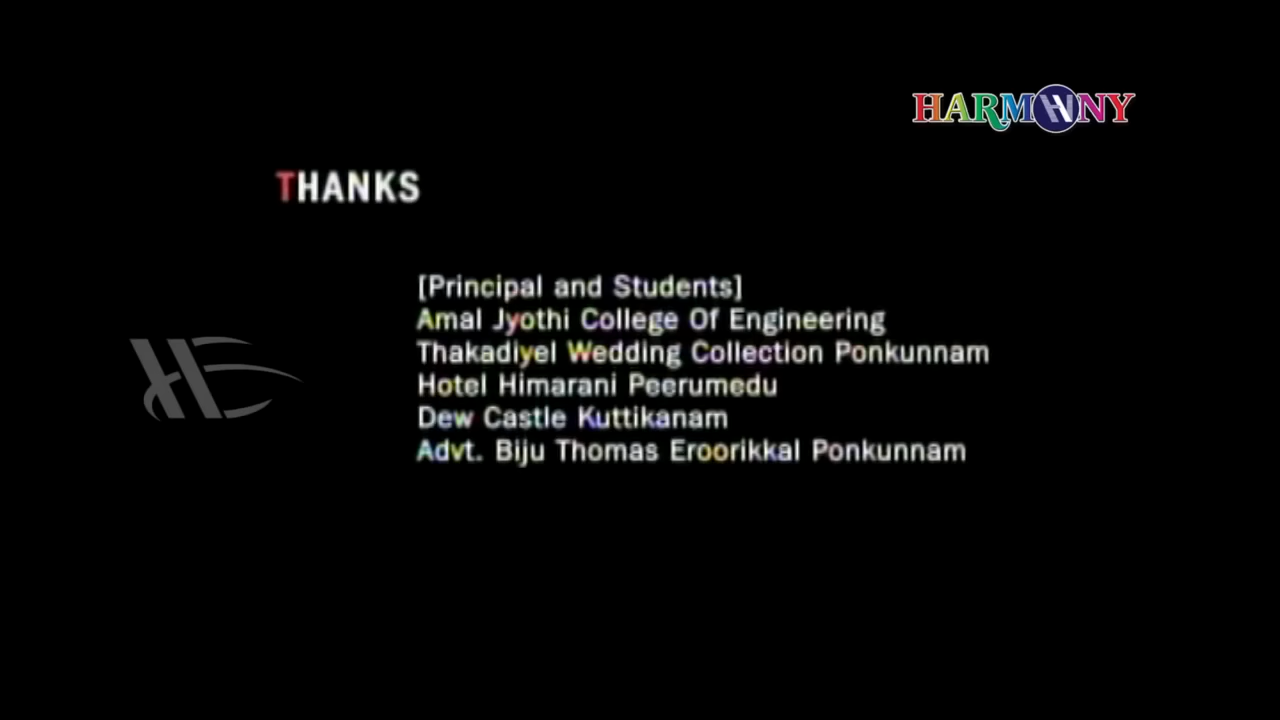 HARMONY
THANKS
[Principal and Students]
Amal Jyothi College Of Engineering
Thakadiyel Wedding Collection Ponkunnam
Hotel Himarani Peerumedu
Dew Castle Kuttikanam
Advt. Biju Thomas Eroorikkal Ponkunnam